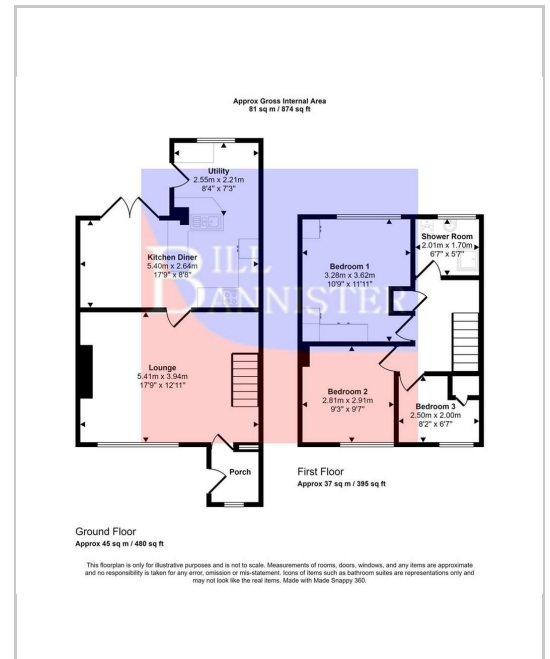 Approx Gross Internal Area
81 sq m / 874 sq ft
Utility
2.55m x 2.21m
8'4" x 7'3"
Kitchen Diner
5.40m x 2.64m
17'9" x 8'8"
Lounge
5.41m x 3.94m
17'9" x 12'11"
Porch
Ground Floor
Approx 45 sq m / 480 sq ft
Shower Room
2.01m x 1.70m
6'7" x 5'7"
Bedroom 1
3.28m x 3.62m
10'9" x 11'11"
BILL
BANNISTER
Bedroom 2
2.81m x 2.91m
9'3" x 9'7"
Bedroom 3
2.50m x 2.00m
8'2" x 6'7"
First Floor
Approx 37 sq m / 395 sq ft
This floorplan is only for illustrative purposes and is not to scale. Measurements of rooms, doors, windows, and any items are approximate
and no responsibility is taken for any error, omission or mis-statement. Icons of items such as bathroom suites are representations only and
may not look like the real items. Made with Made Snappy 360.